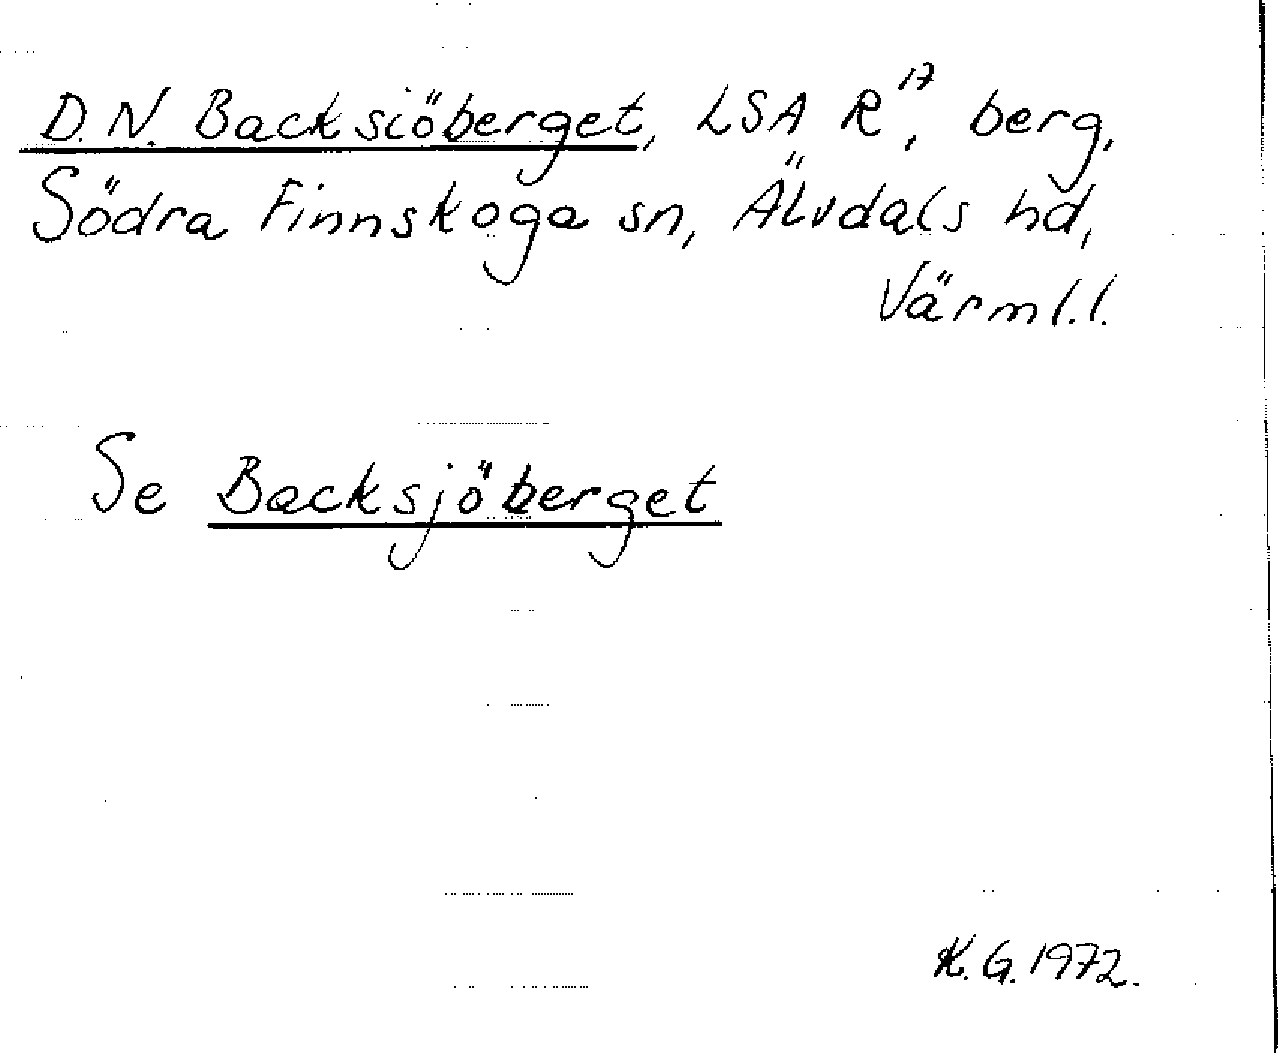 D.N. Backsiöberget, LSA R¹⁷, berg,
Södra Finnskoga sn, Älvdals hd,
Värml.l.
Se Backsjöberget
K.G. 1972.